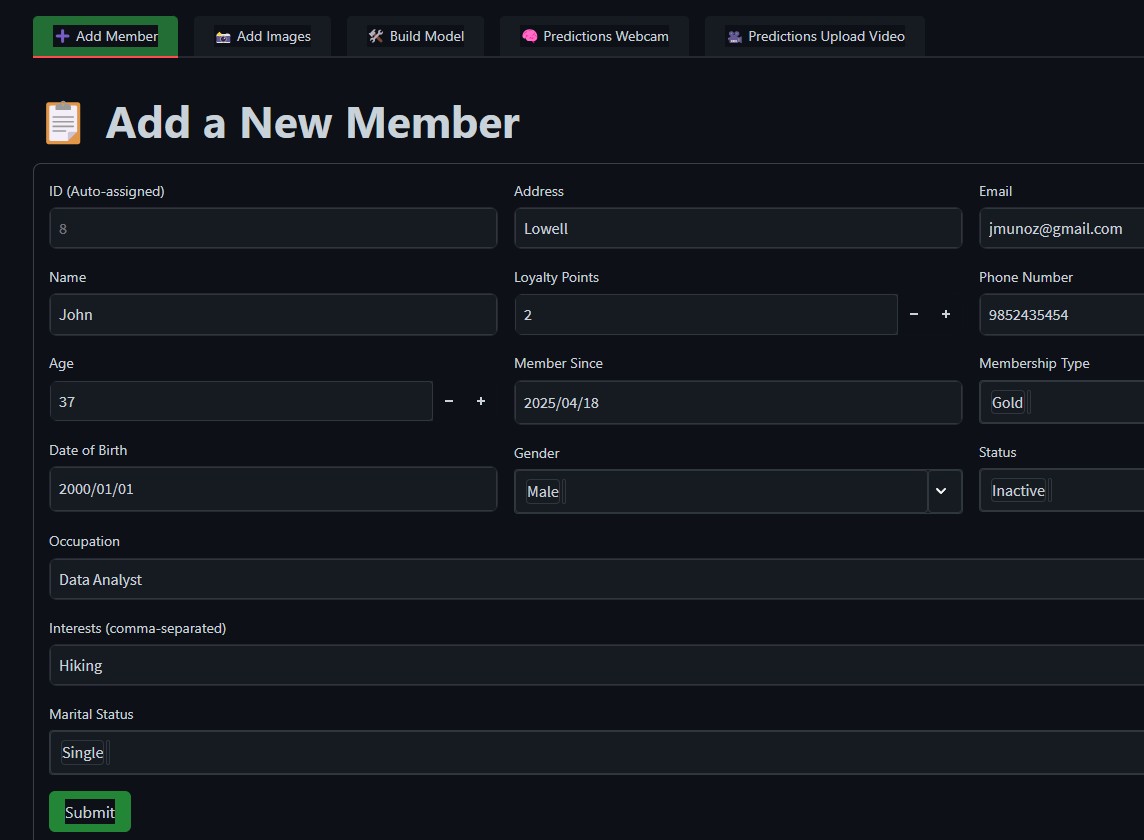 Add Member
Add Images
Build Model
Predictions Webcam
Predictions Upload Video
Add a New Member
ID (Auto-assigned)
8
Address
Lowell
Email
jmunoz@gmail.com
Name
John
Loyalty Points
2
Phone Number
9852435454
Age
37
Member Since
2025/04/18
Membership Type
Gold
Date of Birth
2000/01/01
Gender
Male
Status
Inactive
Occupation
Data Analyst
Interests (comma-separated)
Hiking
Marital Status
Single
Submit